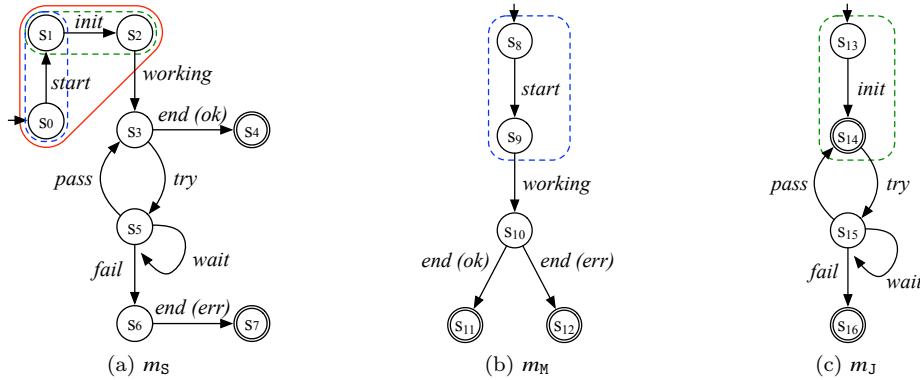 s1 init s2
start working
s0
s3 end (ok) s4
pass try
s5
fail wait
s6 end (err) s7
(a) mS
s8
start
s9
working
s10
end (ok) end (err)
s11 s12
(b) mM
s13
init
s14
pass try
s15
fail wait
s16
(c) mJ